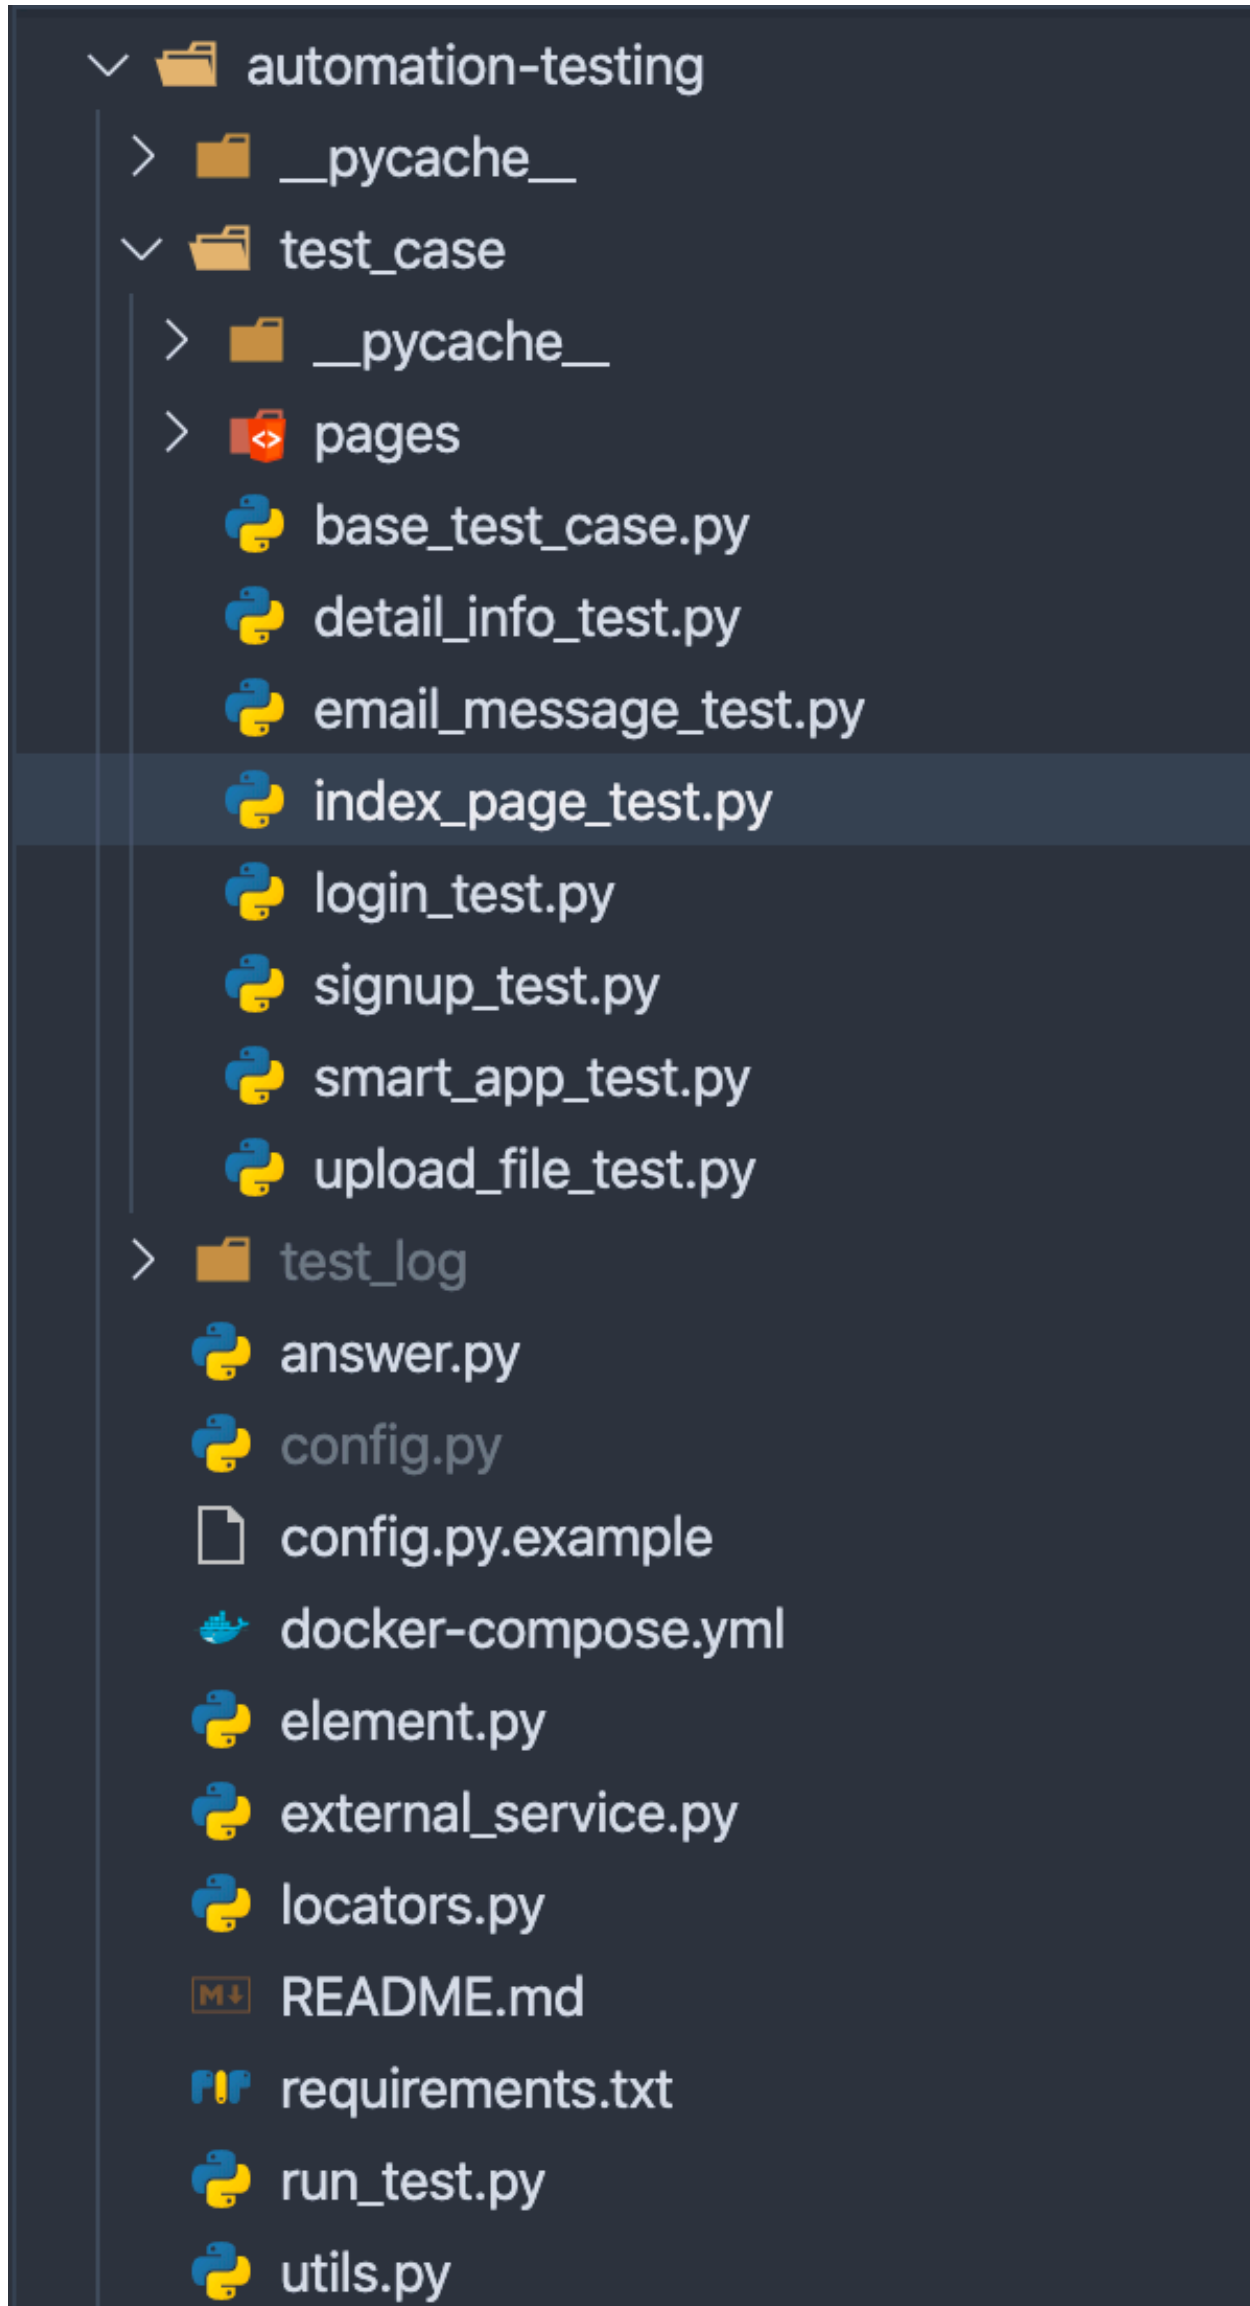 automation-testing
__pycache__
test_case
__pycache__
pages
base_test_case.py
detail_info_test.py
email_message_test.py
index_page_test.py
login_test.py
signup_test.py
smart_app_test.py
upload_file_test.py
test_log
answer.py
config.py
config.py.example
docker-compose.yml
element.py
external_service.py
locators.py
README.md
requirements.txt
run_test.py
utils.py